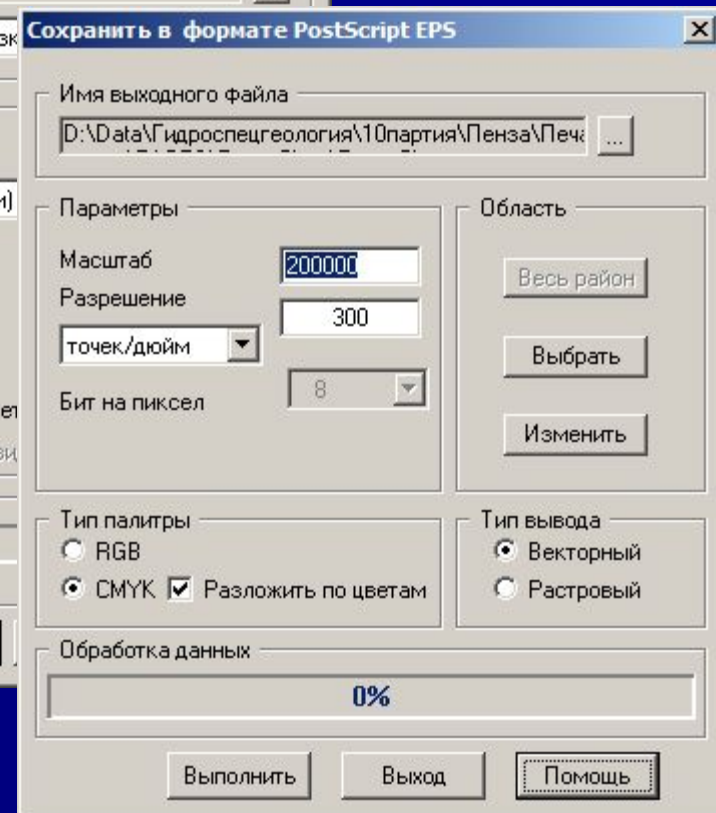 Сохранить в формате PostScript EPS
Имя выходного файла
D:\Data\Гидроспецгеология\10партия\Пенза\Печа
...
Параметры
Масштаб
200000
Разрешение
300
точек/дюйм
Бит на пиксел
8
Область
Весь район
Выбрать
Изменить
Тип палитры
RGB
CMYK
Разложить по цветам
Тип вывода
Векторный
Растровый
Обработка данных
0%
Выполнить
Выход
Помощь